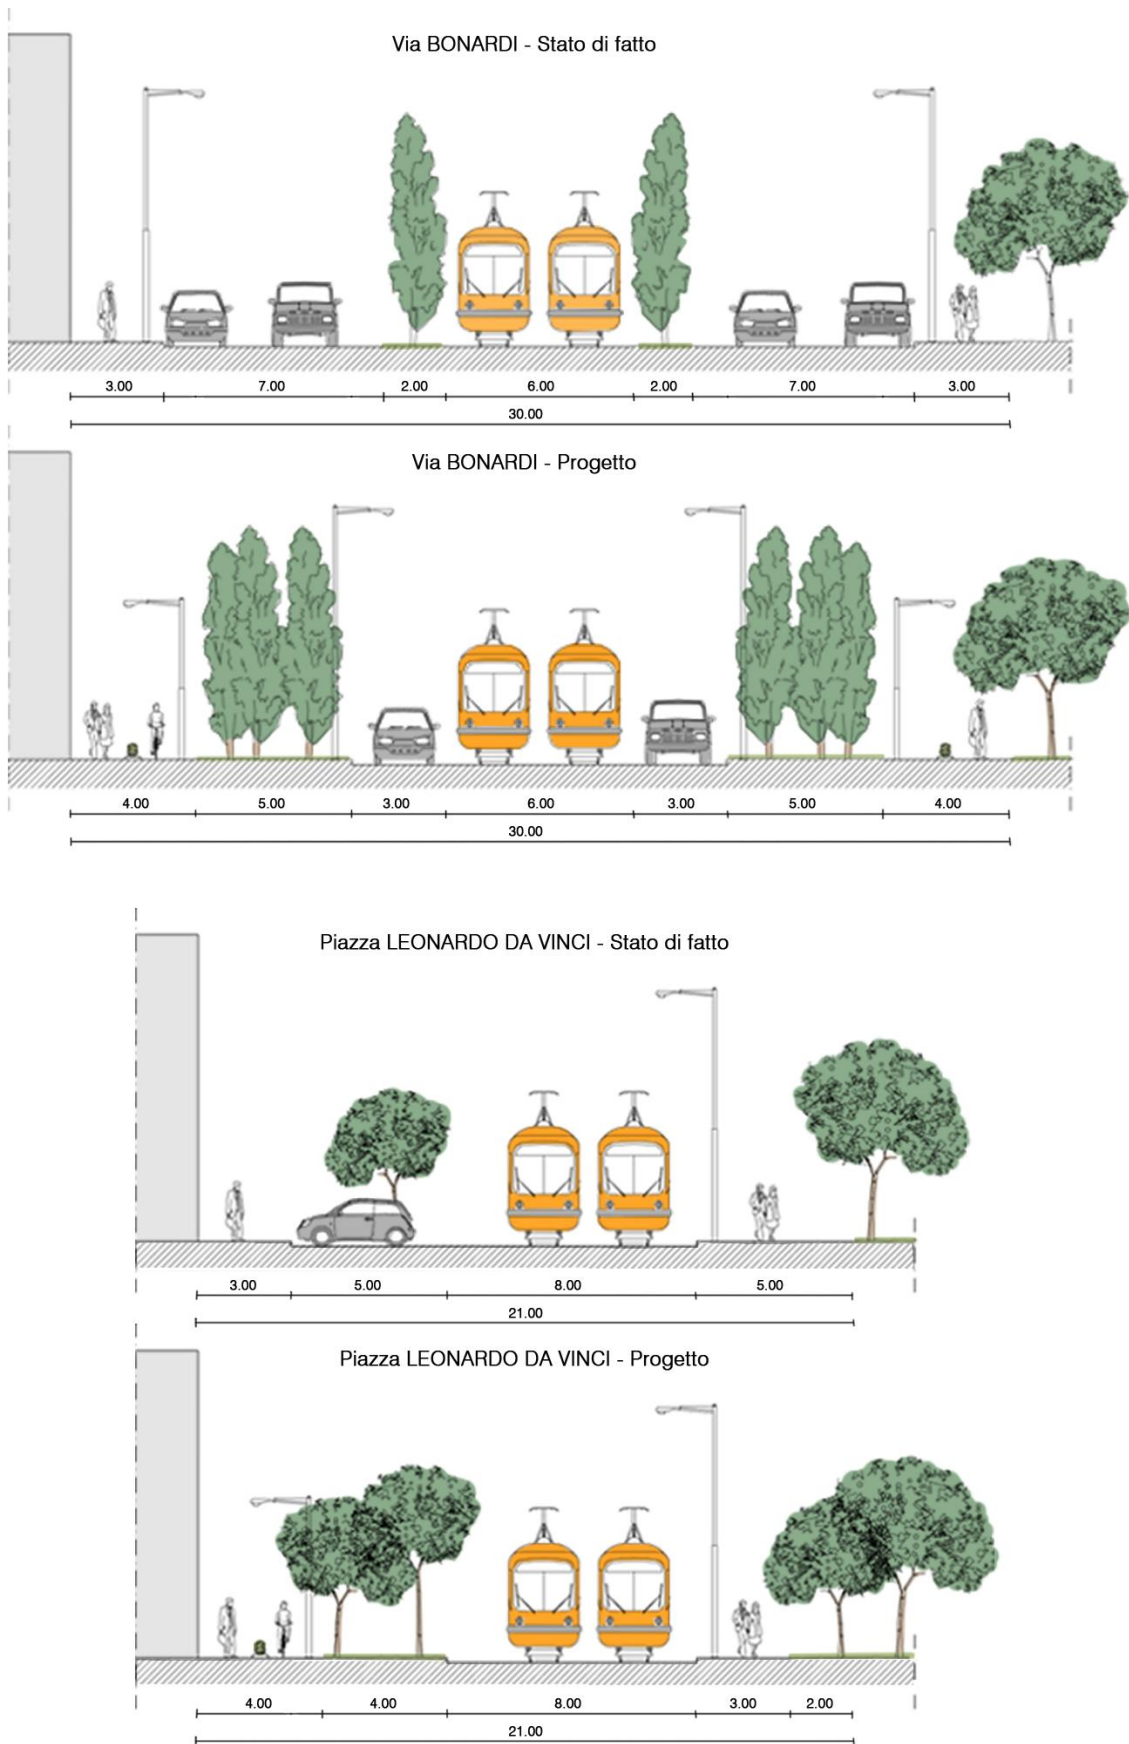 Via BONARDI - Stato di fatto
3.00 7.00 2.00 6.00 2.00 7.00 3.00
30.00
Via BONARDI - Progetto
4.00 5.00 3.00 6.00 3.00 5.00 4.00
30.00
Piazza LEONARDO DA VINCI - Stato di fatto
3.00 5.00 8.00 5.00
21.00
Piazza LEONARDO DA VINCI - Progetto
4.00 4.00 8.00 3.00 2.00
21.00